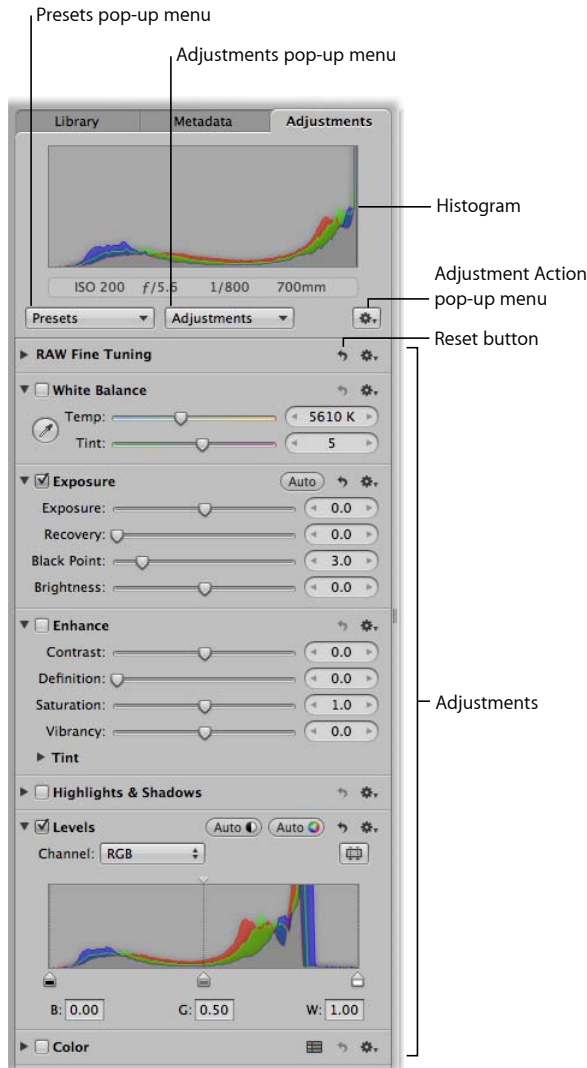 Presets pop-up menu
Adjustments pop-up menu
Library Metadata Adjustments
Histogram
ISO 200 f/5.6 1/800 700mm
Adjustment Action
pop-up menu
Presets Adjustments
Reset button
RAW Fine Tuning
White Balance
Temp: 5610 K
Tint: 5
Exposure Auto
Exposure: 0.0
Recovery: 0.0
Black Point: 3.0
Brightness: 0.0
Enhance
Contrast: 0.0
Definition: 0.0
Saturation: 1.0
Adjustments
Vibrancy: 0.0
Tint
Highlights & Shadows
Levels Auto Auto
Channel: RGB
B: 0.00 G: 0.50 W: 1.00
Color